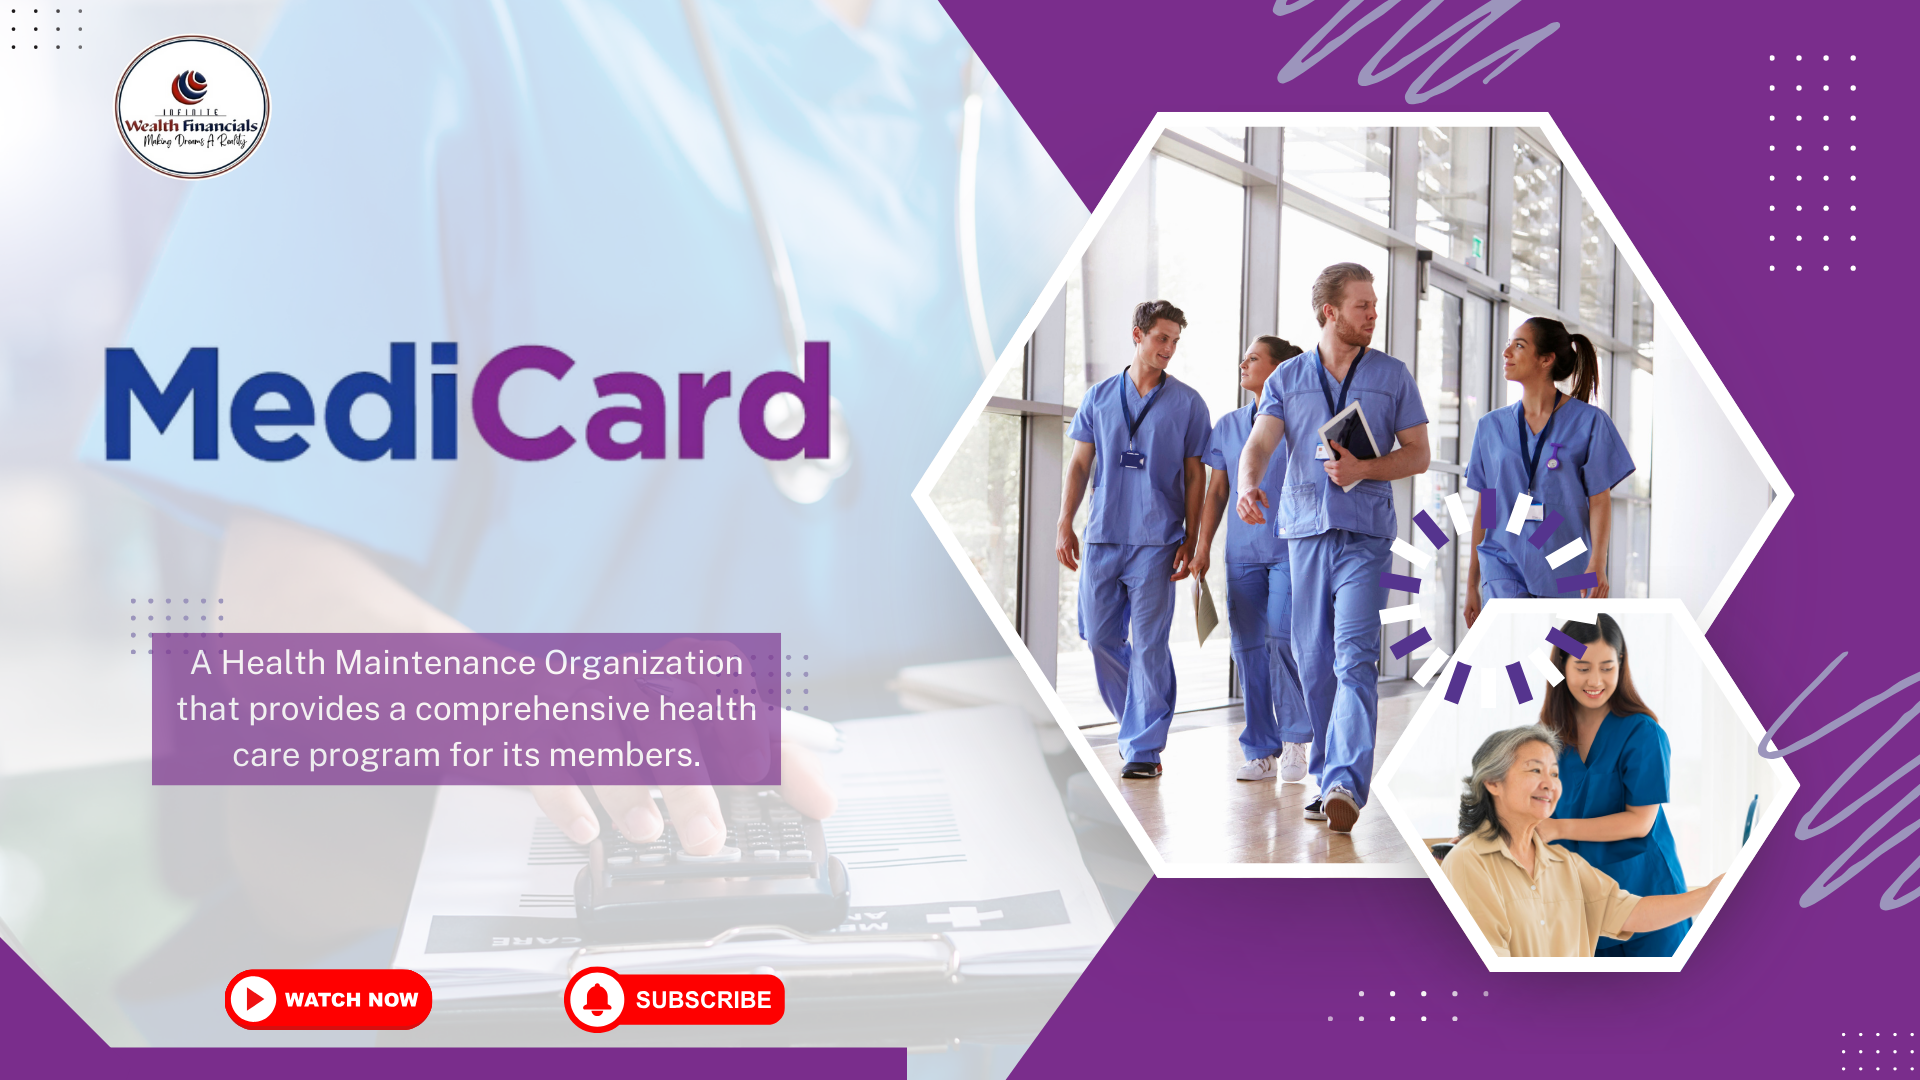 INFINITE
Wealth Financials
Making Dreams A Reality
MediCard
A Health Maintenance Organization
that provides a comprehensive health
care program for its members.
WATCH NOW
SUBSCRIBE
CARE